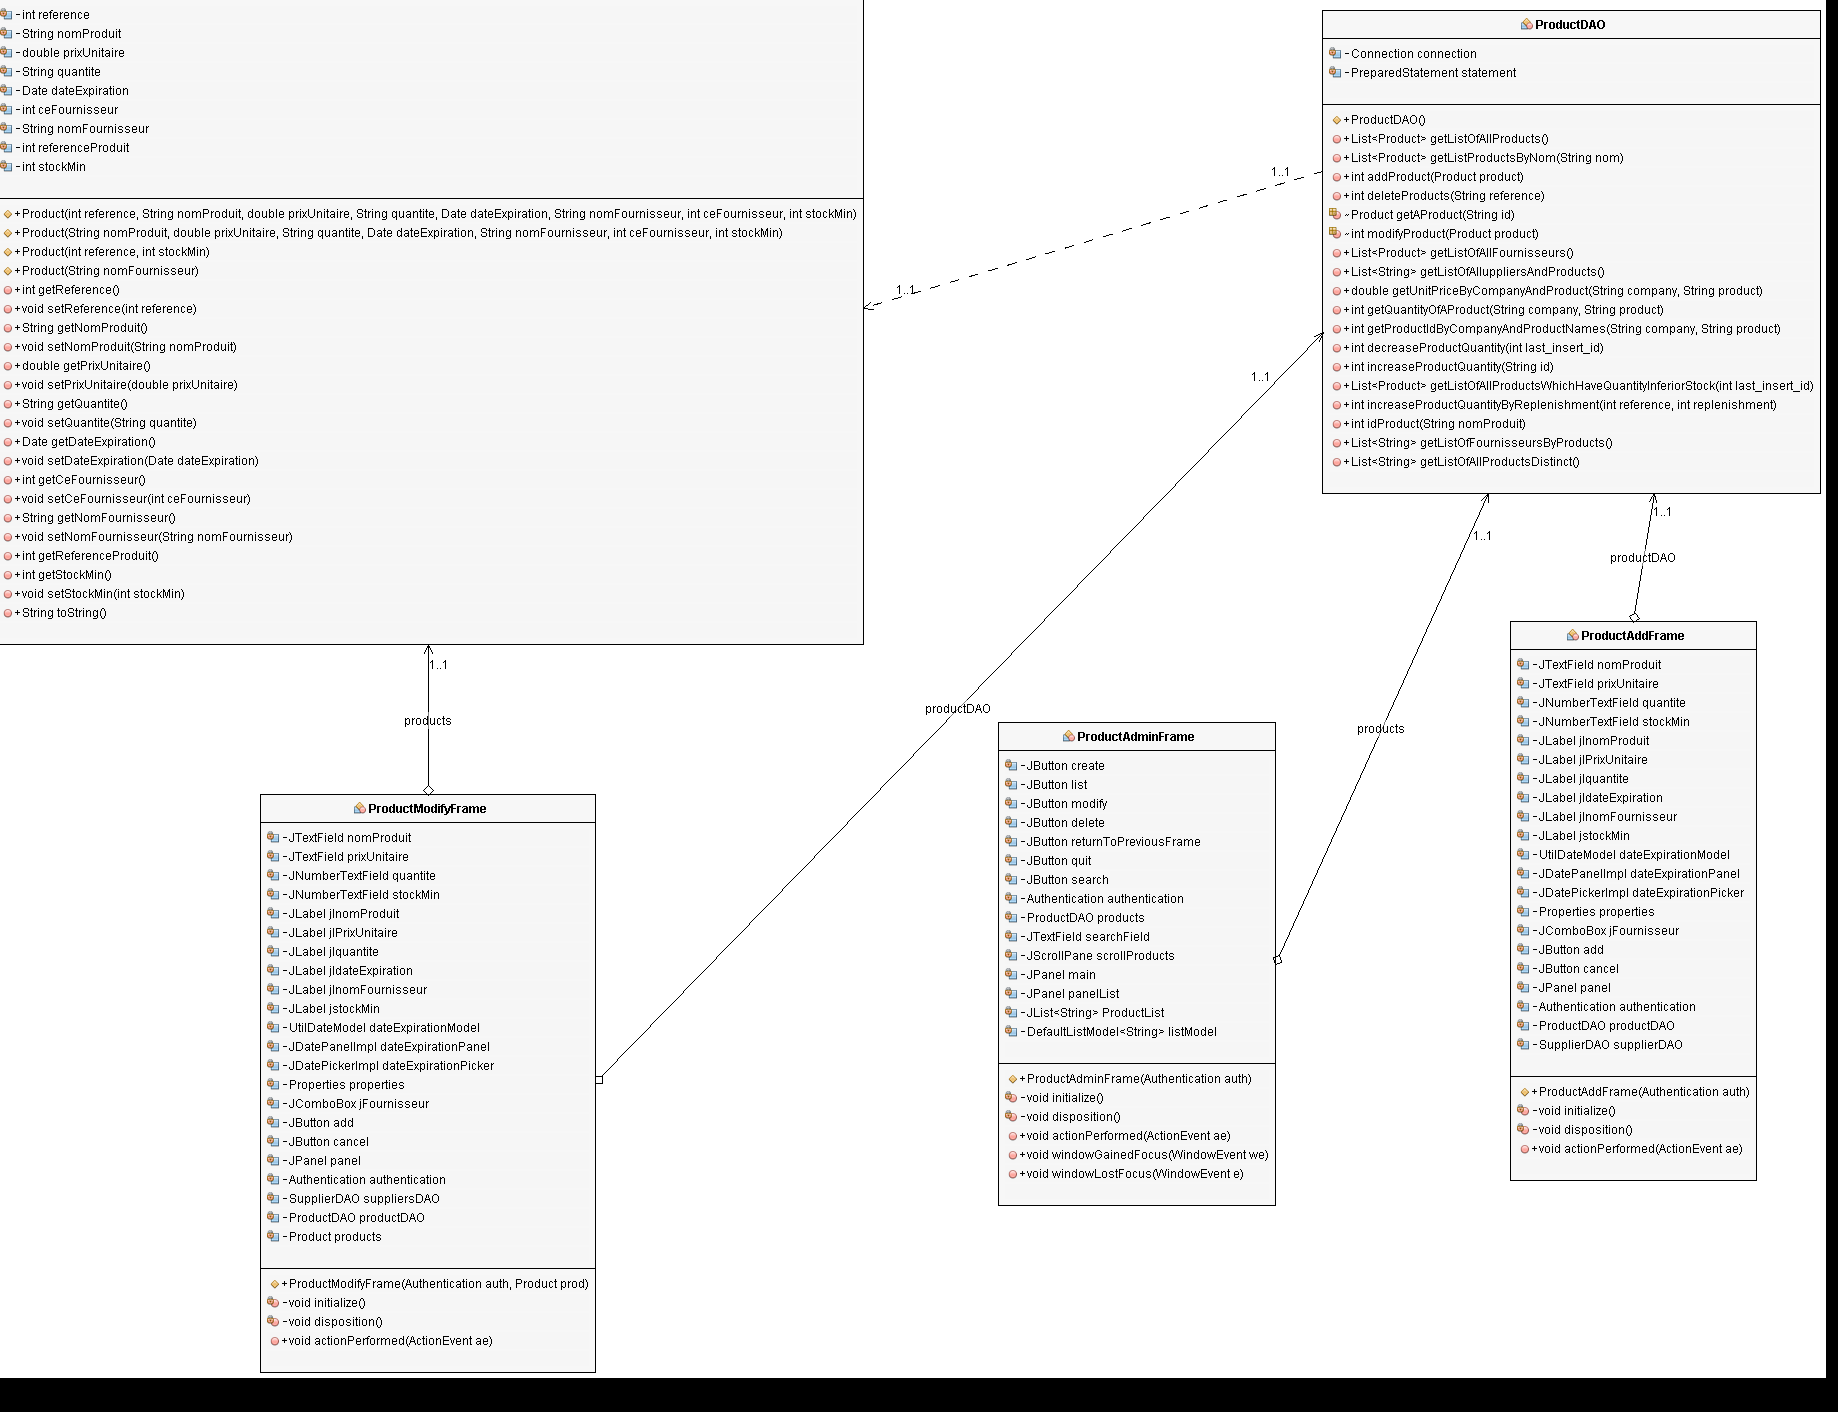 -int reference
-String nomProduit
-double prixUnitaire
-String quantite
-Date dateExpiration
-int ceFournisseur
-String nomFournisseur
-int referenceProduit
-int stockMin
+Product(int reference, String nomProduit, double prixUnitaire, String quantite, Date dateExpiration, String nomFournisseur, int ceFournisseur, int stockMin)
+Product(String nomProduit, double prixUnitaire, String quantite, Date dateExpiration, String nomFournisseur, int ceFournisseur, int stockMin)
+Product(int reference, int stockMin)
+Product(String nomFournisseur)
+int getReference()
+void setReference(int reference)
+String getNomProduit()
+void setNomProduit(String nomProduit)
+double getPrixUnitaire()
+void setPrixUnitaire(double prixUnitaire)
+String getQuantite()
+void setQuantite(String quantite)
+Date getDateExpiration()
+void setDateExpiration(Date dateExpiration)
+int getCeFournisseur()
+void setCeFournisseur(int ceFournisseur)
+String getNomFournisseur()
+void setNomFournisseur(String nomFournisseur)
+int getReferenceProduit()
+int getStockMin()
+void setStockMin(int stockMin)
+String toString()
ProductDAO
-Connection connection
-PreparedStatement statement
+ProductDAO()
+List<Product> getListOfAllProducts()
+List<Product> getListProductsByNom(String nom)
+int addProduct(Product product)
+int deleteProducts(String reference)
~Product getAProduct(String id)
~int modifyProduct(Product product)
+List<Product> getListOfAllFournisseurs()
+List<String> getListOfAlluppliersAndProducts()
+double getUnitPriceByCompanyAndProduct(String company, String product)
+int getQuantityOfAProduct(String company, String product)
+int getProductIdByCompanyAndProductNames(String company, String product)
+int decreaseProductQuantity(int last_insert_id)
+int increaseProductQuantity(String id)
+List<Product> getListOfAllProductsWhichHaveQuantityInferiorStock(int last_insert_id)
+int increaseProductQuantityByReplenishment(int reference, int replenishment)
+int idProduct(String nomProduit)
+List<String> getListOfFournisseursByProducts()
+List<String> getListOfAllProductsDistinct()
1..1
1..1
1..1
1..1
1..1
productDAO
1..1
products
productDAO
products
ProductModifyFrame
-JTextField nomProduit
-JTextField prixUnitaire
-JNumberTextField quantite
-JNumberTextField stockMin
-JLabel jlnomProduit
-JLabel jlPrixUnitaire
-JLabel jlquantite
-JLabel jldateExpiration
-JLabel jlnomFournisseur
-JLabel jstockMin
-UtilDateModel dateExpirationModel
-JDatePanelImpl dateExpirationPanel
-JDatePickerImpl dateExpirationPicker
-Properties properties
-JComboBox jFournisseur
-JButton add
-JButton cancel
-JPanel panel
-Authentication authentication
-SupplierDAO suppliersDAO
-ProductDAO productDAO
-Product products
+ProductModifyFrame(Authentication auth, Product prod)
-void initialize()
-void disposition()
+void actionPerformed(ActionEvent ae)
ProductAdminFrame
-JButton create
-JButton list
-JButton modify
-JButton delete
-JButton returnToPreviousFrame
-JButton quit
-JButton search
-Authentication authentication
-ProductDAO products
-JTextField searchField
-JScrollPane scrollProducts
-JPanel main
-JPanel panelList
-JList<String> ProductList
-DefaultListModel<String> listModel
+ProductAdminFrame(Authentication auth)
-void initialize()
-void disposition()
+void actionPerformed(ActionEvent ae)
+void windowGainedFocus(WindowEvent we)
+void windowLostFocus(WindowEvent e)
ProductAddFrame
-JTextField nomProduit
-JTextField prixUnitaire
-JNumberTextField quantite
-JNumberTextField stockMin
-JLabel jlnomProduit
-JLabel jlPrixUnitaire
-JLabel jlquantite
-JLabel jldateExpiration
-JLabel jlnomFournisseur
-JLabel jstockMin
-UtilDateModel dateExpirationModel
-JDatePanelImpl dateExpirationPanel
-JDatePickerImpl dateExpirationPicker
-Properties properties
-JComboBox jFournisseur
-JButton add
-JButton cancel
-JPanel panel
-Authentication authentication
-ProductDAO productDAO
-SupplierDAO supplierDAO
+ProductAddFrame(Authentication auth)
-void initialize()
-void disposition()
+void actionPerformed(ActionEvent ae)